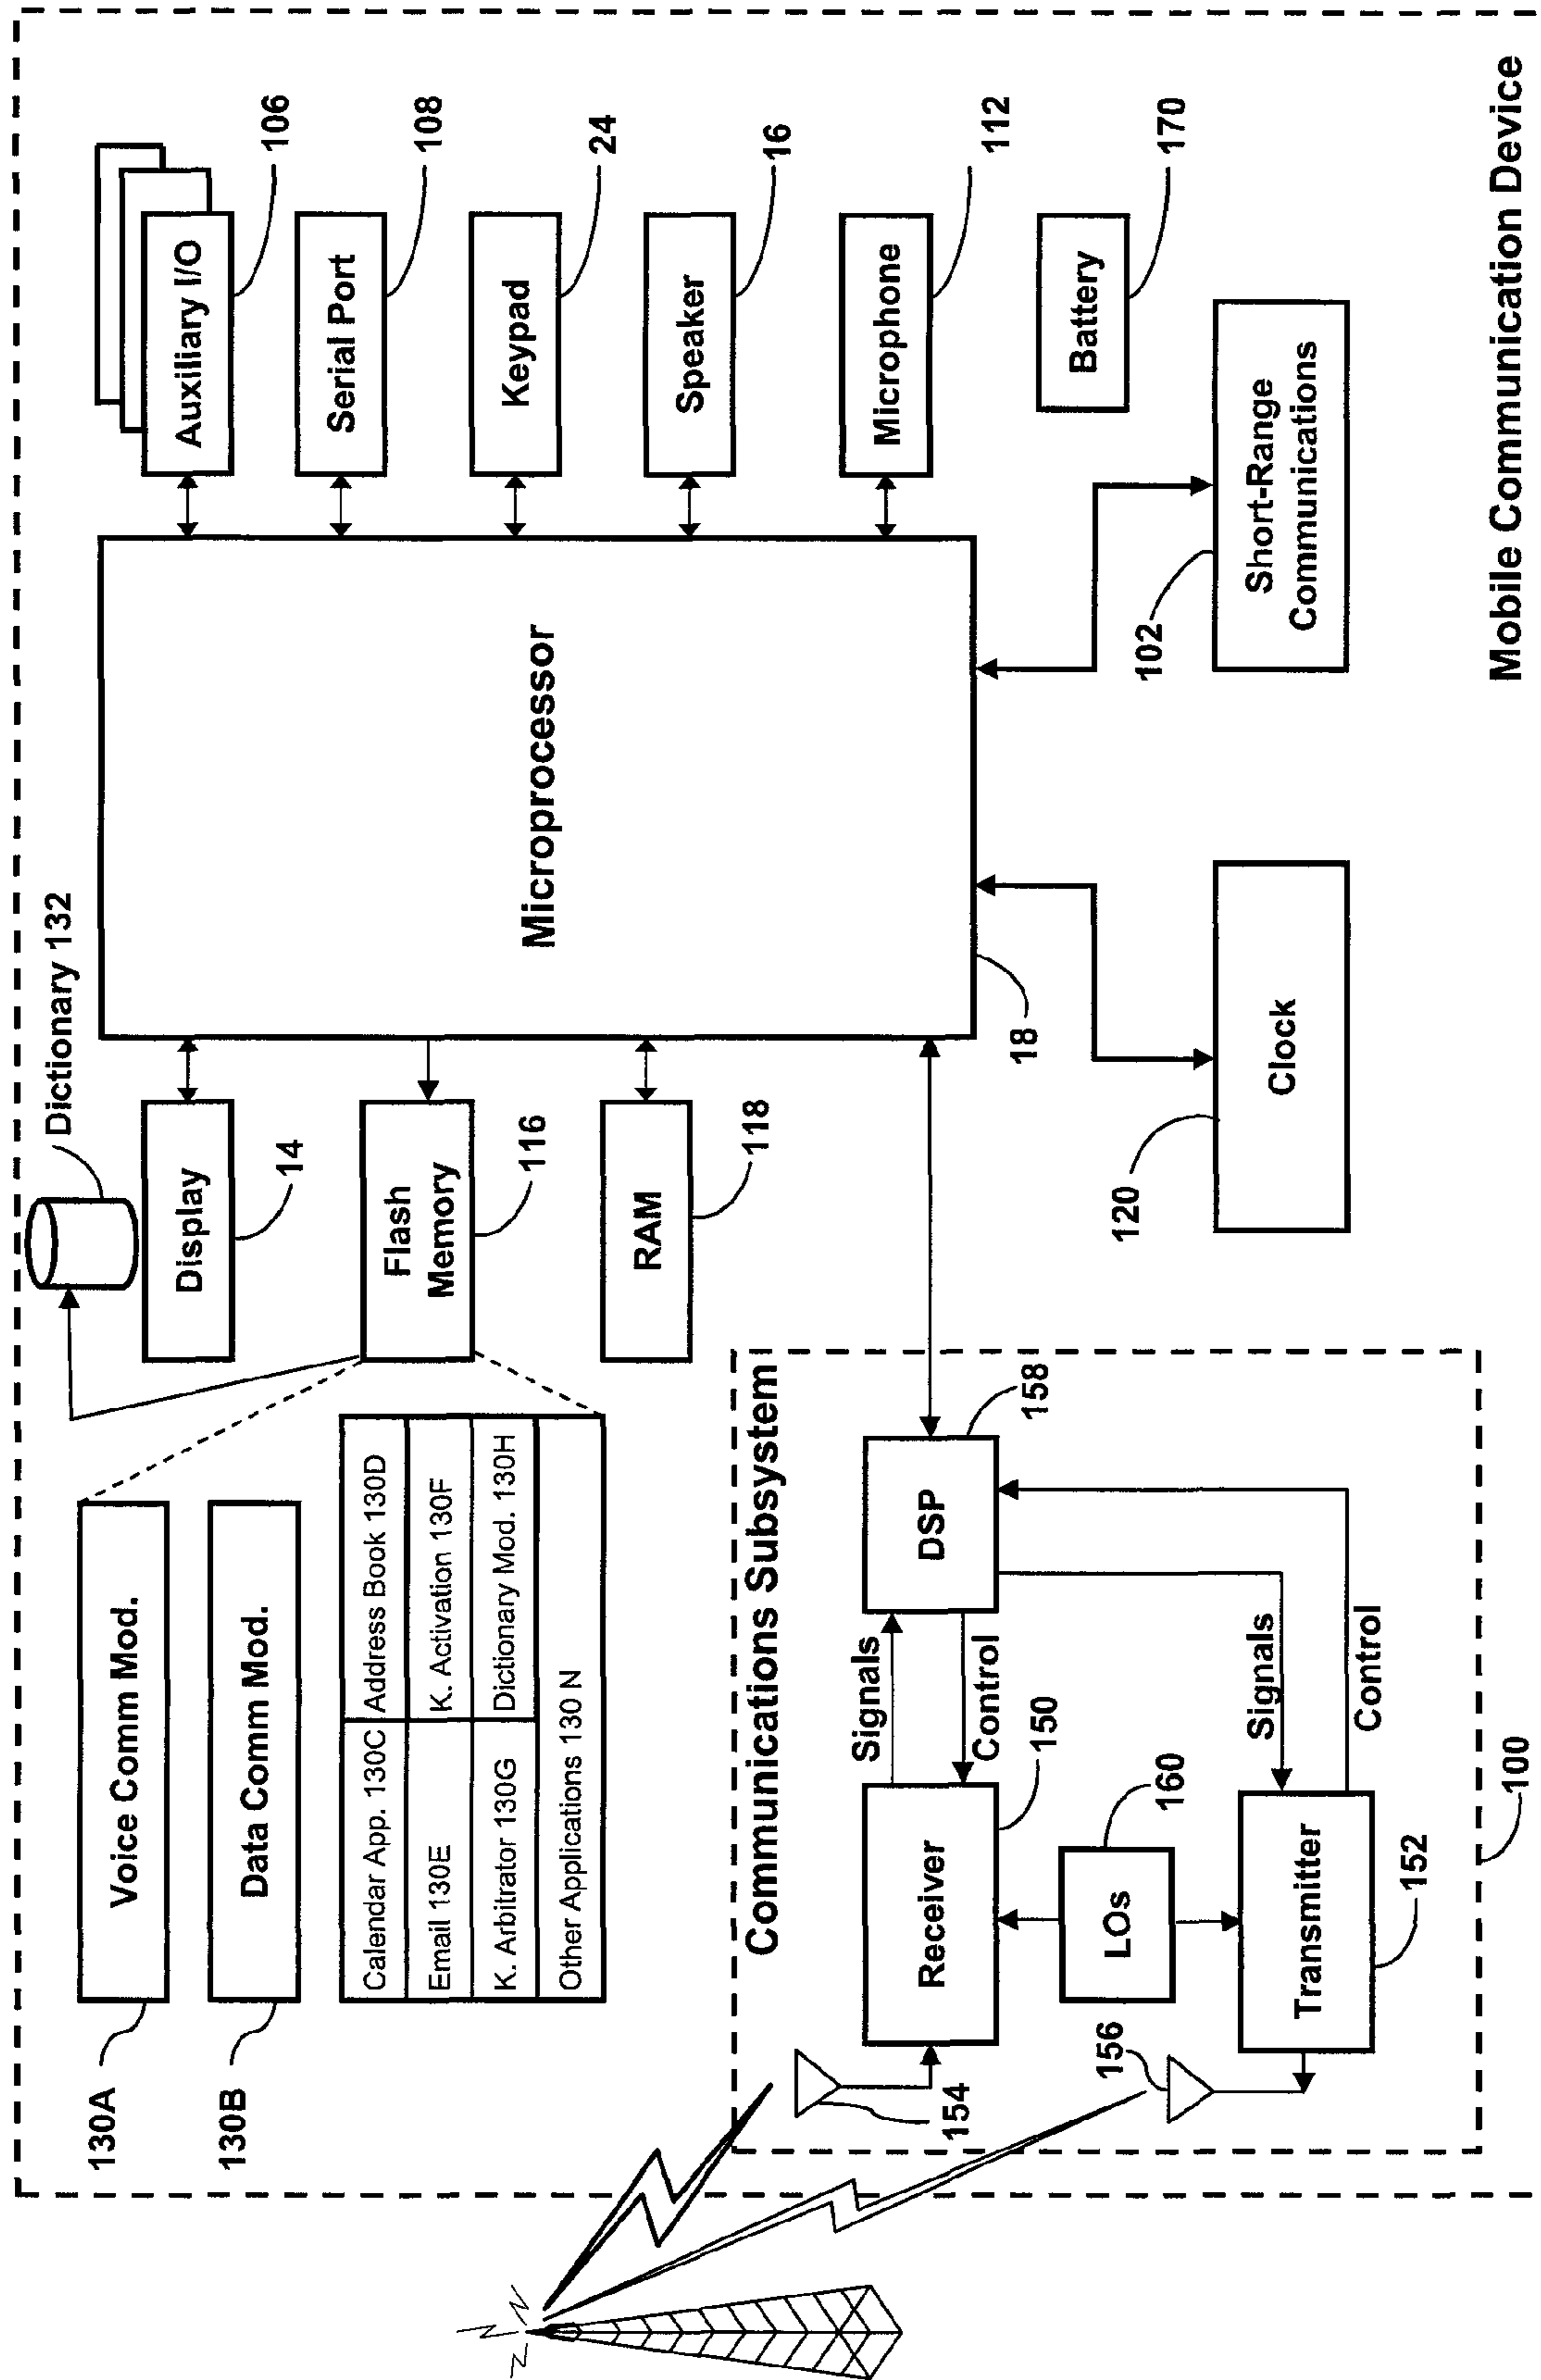 130A
Voice Comm Mod.
130B
Data Comm Mod.
Calendar App. 130C
Address Book 130D
Email 130E
K. Activation 130F
K. Arbitrator 130G
Dictionary Mod. 130H
Other Applications 130 N
Dictionary 132
Display
14
Flash
Memory
116
RAM
118
Microprocessor
18
Auxiliary I/O
106
Serial Port
108
Keypad
24
Speaker
16
Microphone
112
Battery
170
Communications Subsystem
154
Receiver
150
Signals
Control
DSP
158
LOs
160
156
Transmitter
152
Signals
Control
100
120
Clock
102
Short-Range
Communications
Mobile Communication Device